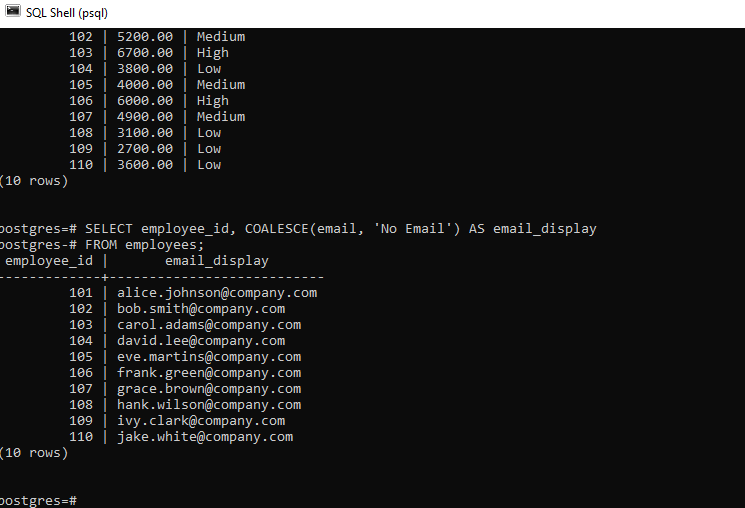 SQL Shell (psql)
102 | 5200.00 | Medium
103 | 6700.00 | High
104 | 3800.00 | Low
105 | 4000.00 | Medium
106 | 6000.00 | High
107 | 4900.00 | Medium
108 | 3100.00 | Low
109 | 2700.00 | Low
110 | 3600.00 | Low
(10 rows)
postgres=# SELECT employee_id, COALESCE(email, 'No Email') AS email_display
postgres-# FROM employees;
employee_id | email_display
-------------+---------------------------
101 | alice.johnson@company.com
102 | bob.smith@company.com
103 | carol.adams@company.com
104 | david.lee@company.com
105 | eve.martins@company.com
106 | frank.green@company.com
107 | grace.brown@company.com
108 | hank.wilson@company.com
109 | ivy.clark@company.com
110 | jake.white@company.com
(10 rows)
postgres=#